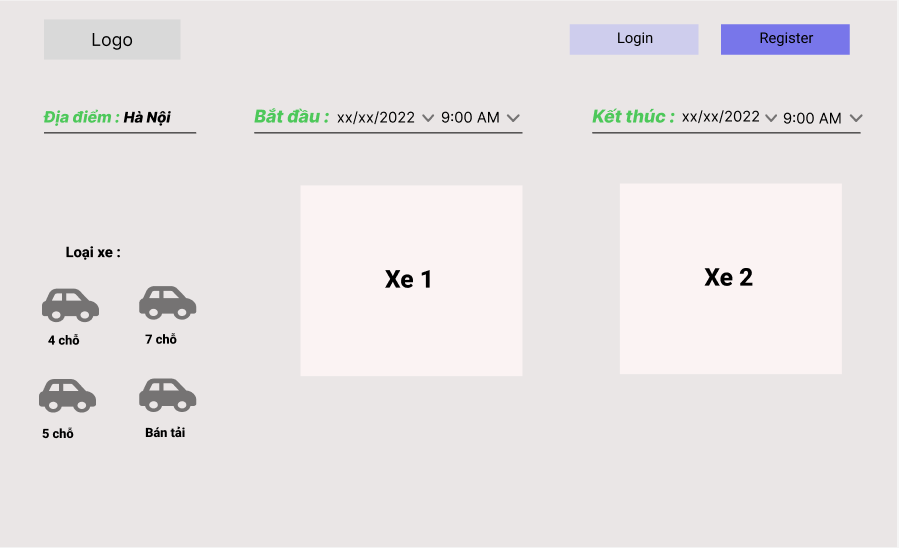 Logo
Login
Register
Địa điểm : Hà Nội
Bắt đầu : xx/xx/2022 9:00 AM
Kết thúc : xx/xx/2022 9:00 AM
Loại xe :
4 chỗ
7 chỗ
5 chỗ
Bán tải
Xe 1
Xe 2